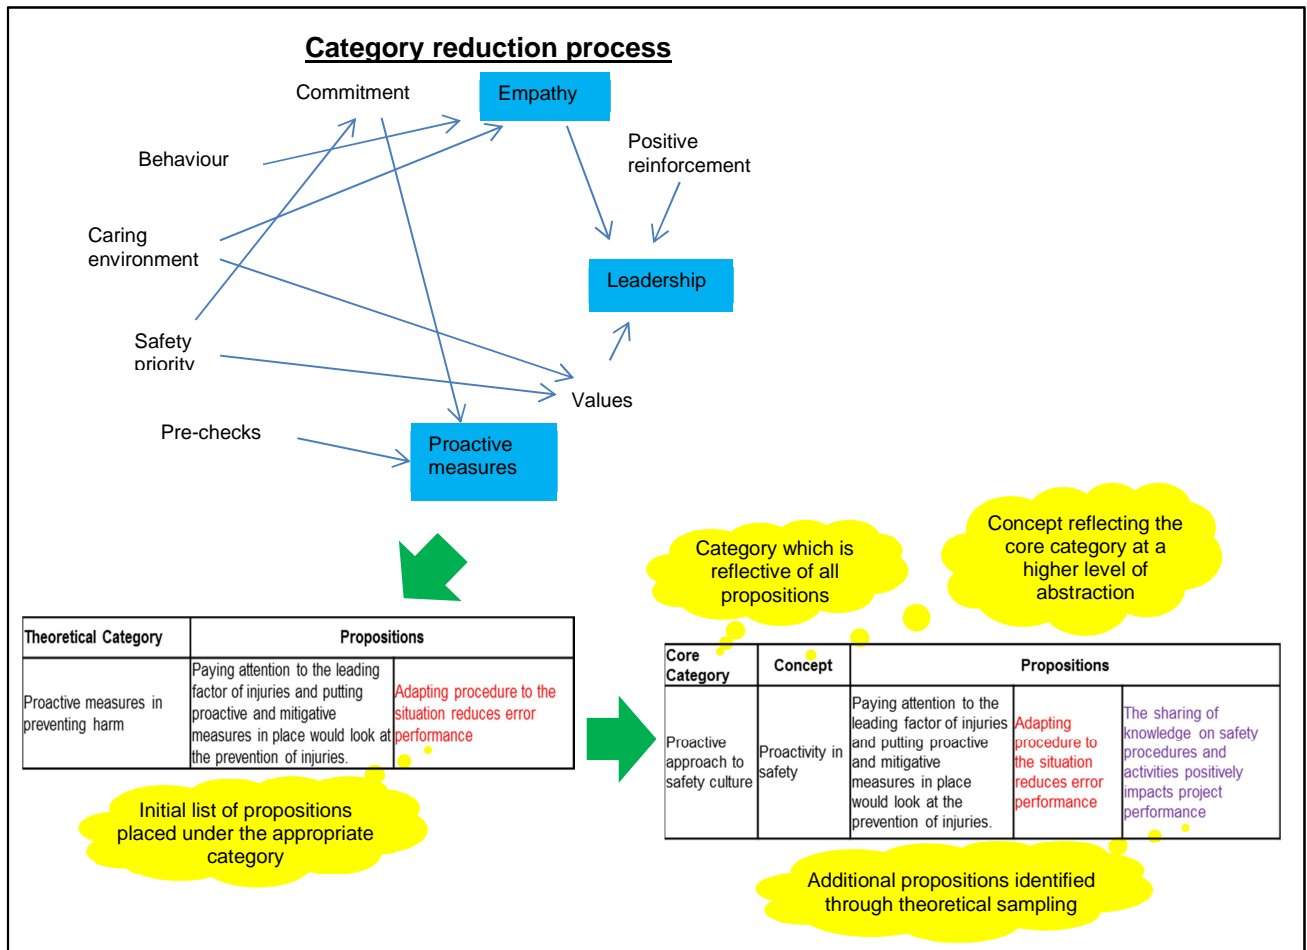 Category reduction process
Commitment
Empathy
Behaviour
Positive
reinforcement
Caring
environment
Leadership
Safety
priority
Values
Pre-checks
Proactive
measures
Category which is
reflective of all
propositions
Concept reflecting the
core category at a
higher level of
abstraction
Theoretical Category
Propositions
Proactive measures in
preventing harm
Paying attention to the leading
factor of injuries and putting
proactive and mitigative
measures in place would look at
the prevention of injuries.
Adapting procedure to the
situation reduces error
performance
Initial list of propositions
placed under the appropriate
category
Core
Category
Concept
Propositions
Proactive
approach to
safety culture
Proactivity in
safety
Paying attention to the
leading factor of injuries
and putting proactive
and mitigative
measures in place
would look at the
prevention of injuries.
Adapting
procedure to
the situation
reduces error
performance
The sharing of
knowledge on safety
procedures and
activities positively
impacts project
performance
Additional propositions identified
through theoretical sampling